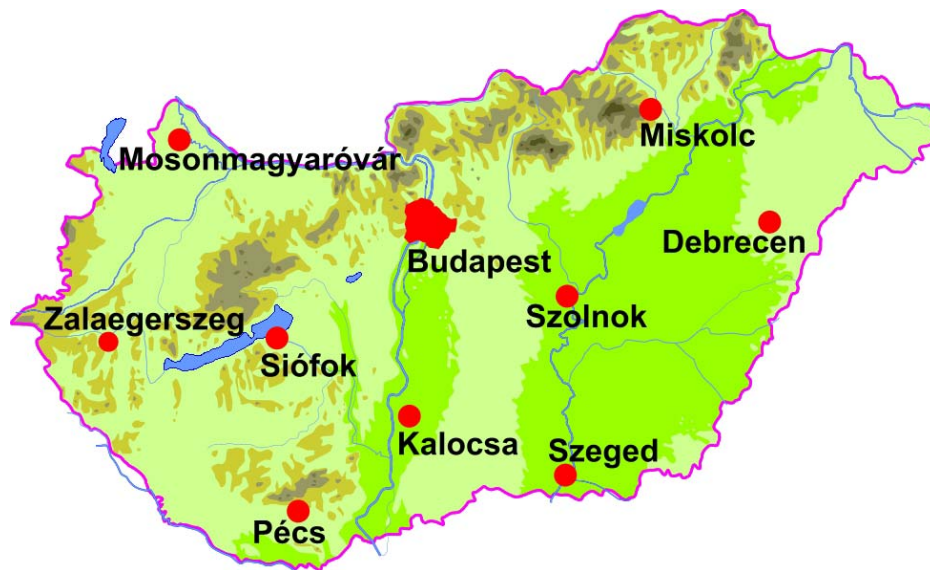 Miskolc
Mosonmagyaróvár
Debrecen
Budapest
Szolnok
Zalaegerszeg
Siófok
Kalocsa
Szeged
Pécs